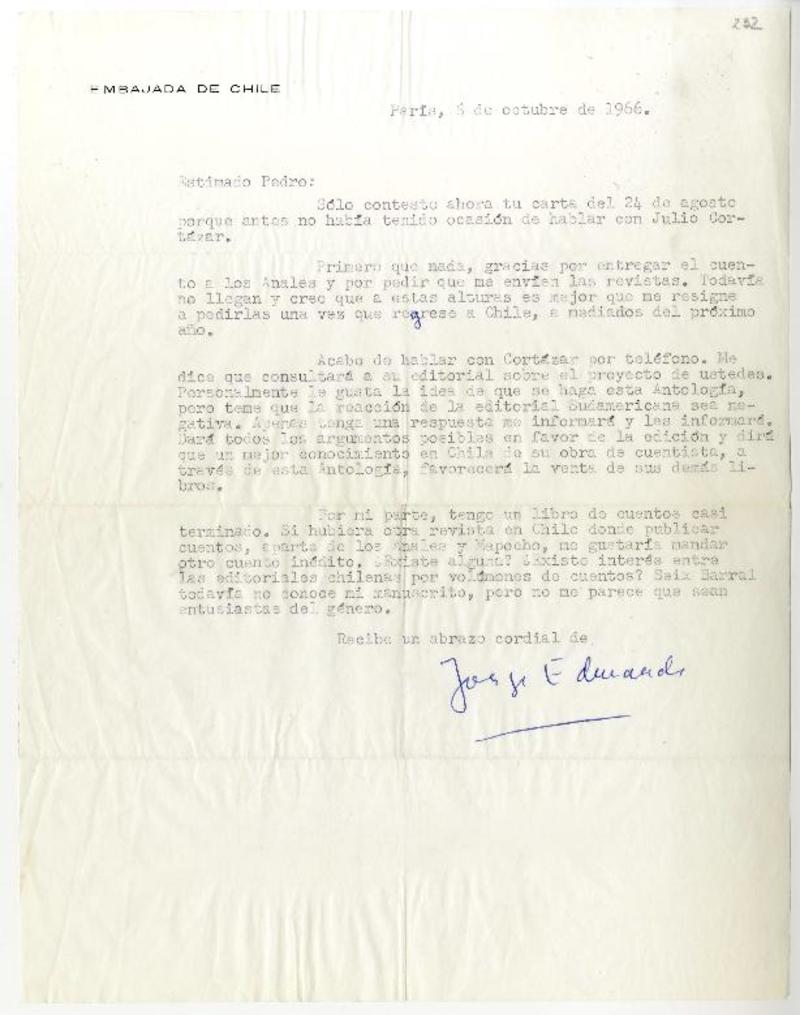 232
EMBAJADA DE CHILE
París, 5 de octubre de 1966.
Estimado Pedro:
Sólo contesto ahora tu carta del 24 de agosto
porque antes no había tenido ocasión de hablar con Julio Cor-
tázar.
Primero que nada, gracias por entregar el cuen-
to a los Anales y por pedir que me envíen las revistas. Todavía
no llegan y creo que a estas alturas es mejor que me resigne
a pedirlas una vez que regrese a Chile, a mediados del próximo
año.
Acabo de hablar con Cortázar por teléfono. Me
dice que consultará a su editorial sobre el proyecto de ustedes.
Personalmente le gusta la idea de que se haga esta Antología,
pero teme que la reacción de la editorial Sudamericana sea ne-
gativa. Apenas tenga una respuesta me informará y les informaré.
Dará todos los argumentos posibles en favor de la edición y dirá
que un mejor conocimiento en Chile de su obra de cuentista, a
través de esta Antología, favorecerá la venta de sus demás li-
bros.
Por mi parte, tengo un libro de cuentos casi
terminado. Si hubiera otra revista en Chile donde publicar
cuentos, aparte de los Anales y Mapocho, me gustaría mandar
otro cuento inédito. ¿Existe alguna? ¿Existe interés entre
las editoriales chilenas por volúmenes de cuentos? Seix Barral
todavía no conoce mi manuscrito, pero no me parece que sean
entusiastas del género.
Recibe un abrazo cordial de
Jorge Edwards